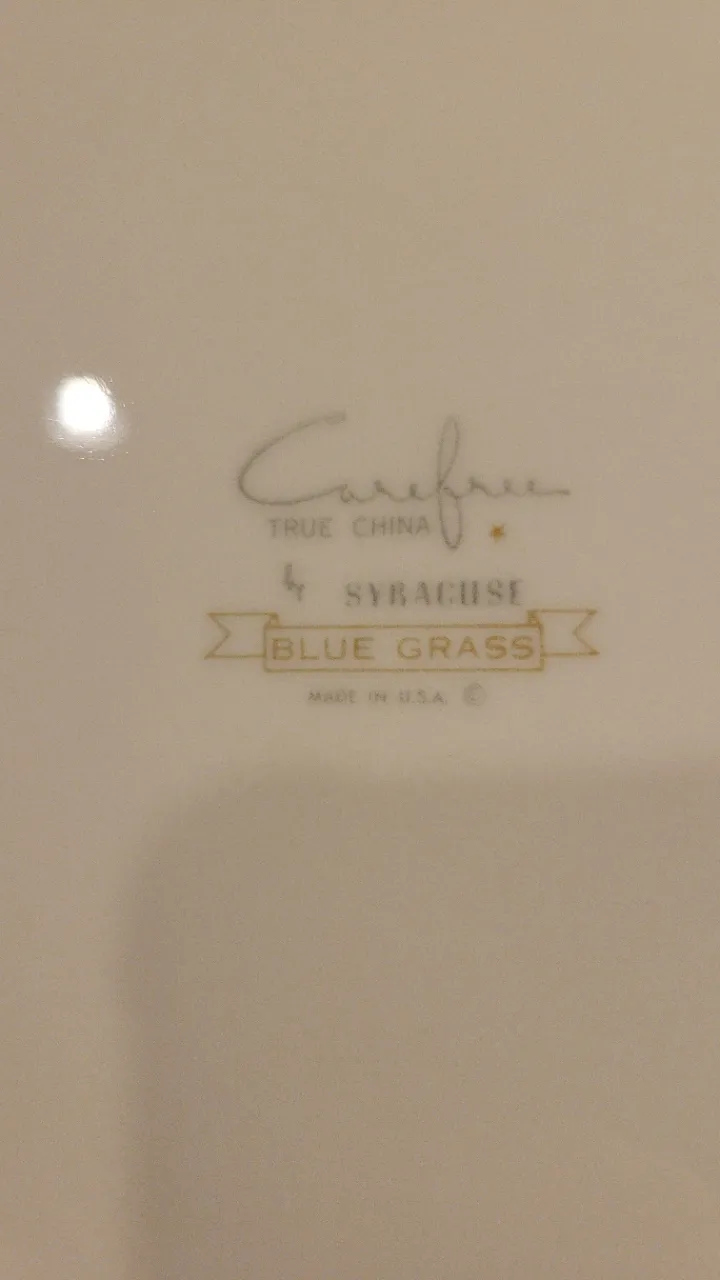 Carefree
TRUE CHINA
by SYRACUSE
BLUE GRASS
MADE IN U.S.A. ©